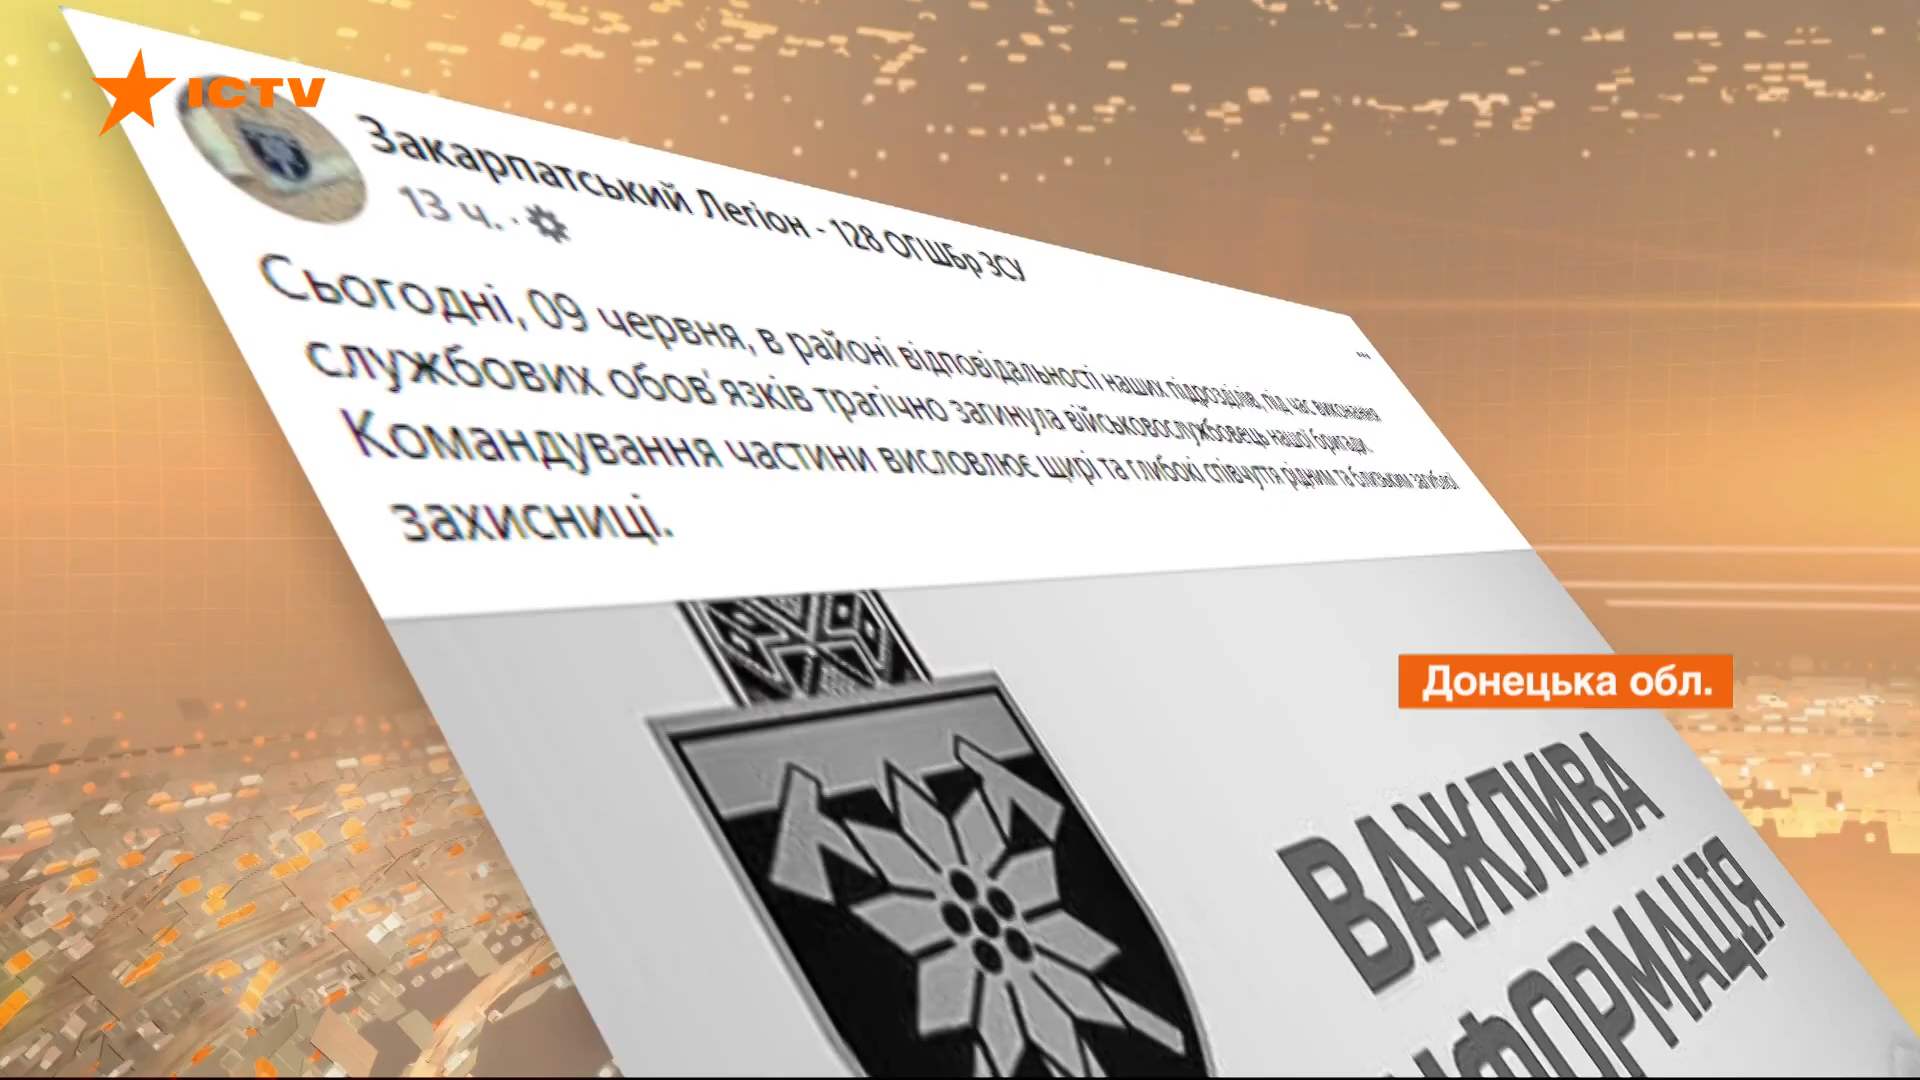 ICTV
Закарпатський Легіон - 128 ОГШБр ЗСУ
13 ч. ·
Сьогодні, 09 червня, в районі відповідальності наших підрозділів, під час виконання
службових обов'язків трагічно загинула військовослужбовець нашої бригади.
Командування частини висловлює щирі та глибокі співчуття рідним та близьким загиблої
захисниці.
Донецька обл.
ВАЖЛИВА
ІНФОРМАЦІЯ